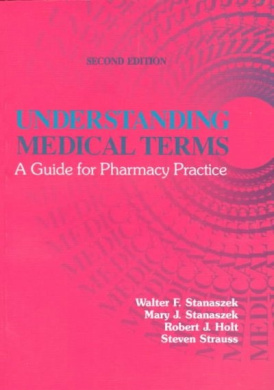 SECOND EDITION
UNDERSTANDING
MEDICAL TERMS
A Guide for Pharmacy Practice
Walter F. Stanaszek
Mary J. Stanaszek
Robert J. Holt
Steven Strauss